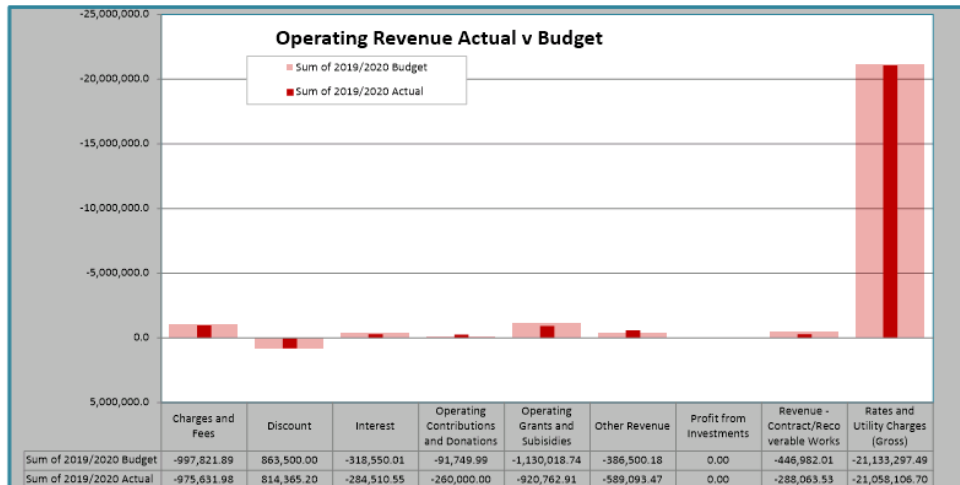 -25,000,000.0
Operating Revenue Actual v Budget
Sum of 2019/2020 Budget
Sum of 2019/2020 Actual
-20,000,000.0
-15,000,000.0
-10,000,000.0
-5,000,000.0
0.0
5,000,000.0
Charges and
Fees
Discount
Interest
Operating
Contributions
and Donations
Operating
Grants and
Subisidies
Other Revenue
Profit from
Investments
Revenue -
Contract/Reco
verable Works
Rates and
Utility Charges
(Gross)
Sum of 2019/2020 Budget -997,821.89 863,500.00 -318,550.01 -91,749.99 -1,130,018.74 -386,500.18 0.00 -446,982.01 -21,133,297.49
Sum of 2019/2020 Actual -975,631.98 814,365.20 -284,510.55 -260,000.00 -920,762.91 -589,093.47 0.00 -288,063.53 -21,058,106.70